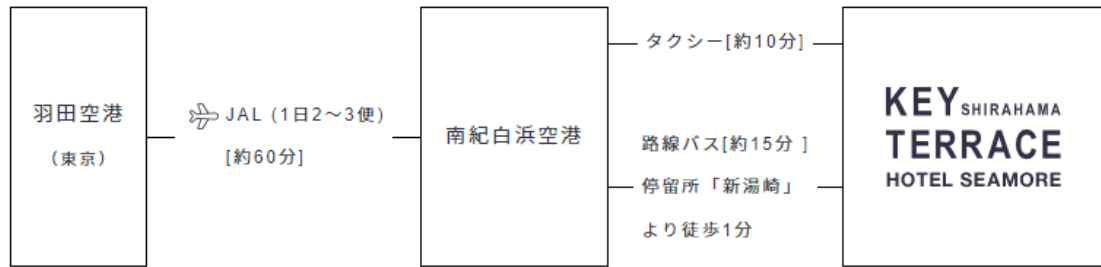 羽田空港
（東京）
JAL (1日2～3便)
[約60分]
南紀白浜空港
タクシー[約10分]
路線バス[約15分 ]
停留所「新湯崎」
より徒歩1分
KEY SHIRAHAMA
TERRACE
HOTEL SEAMORE